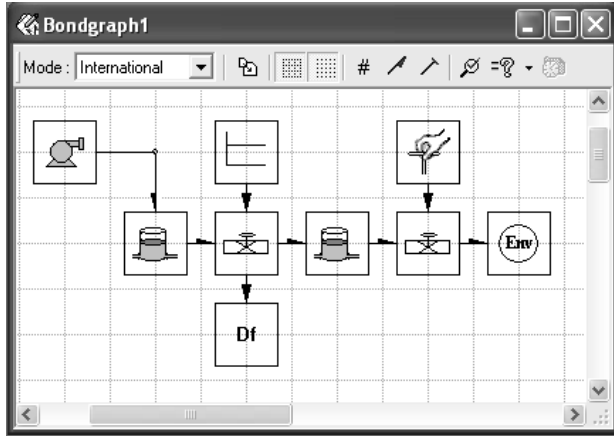 Bondgraph1
Mode : International
#
=?
Env
Df